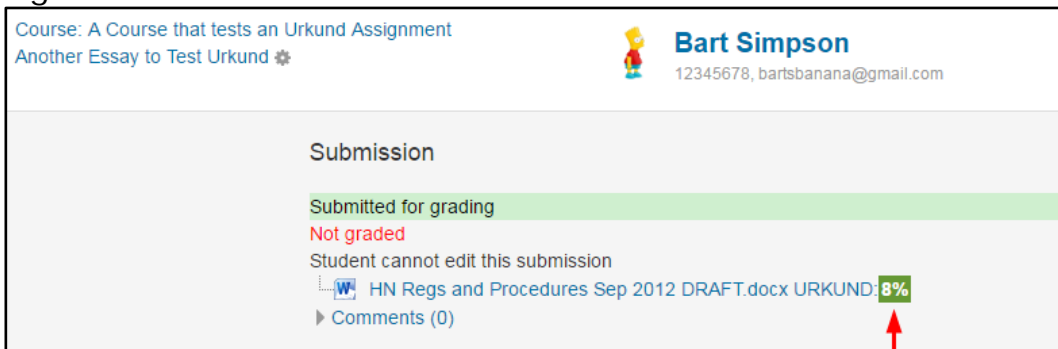 Course: A Course that tests an Urkund Assignment
Another Essay to Test Urkund
Bart Simpson
12345678, bartsbanana@gmail.com
Submission
Submitted for grading
Not graded
Student cannot edit this submission
W HN Regs and Procedures Sep 2012 DRAFT.docx URKUND:8%
Comments (0)